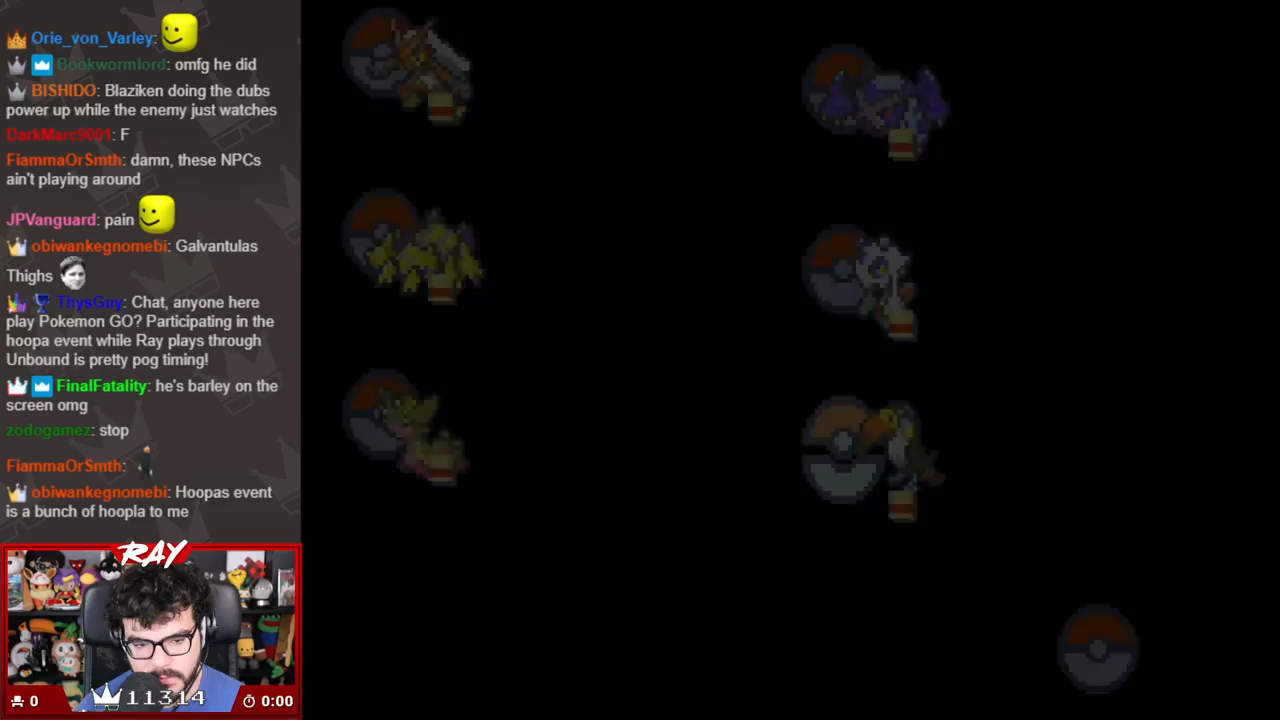 Orie_von_Varley:
Bookwormlord: omfg he did
BISHIDO: Blaziken doing the dubs
power up while the enemy just watches
DarkMarc9001: F
FiammaOrSmth: damn, these NPCs
ain't playing around
JPVanguard: pain
obiwankegnomebi: Galvantulas
Thighs
ThysGuy: Chat, anyone here
play Pokemon GO? Participating in the
hoopa event while Ray plays through
Unbound is pretty pog timing!
FinalFatality: he's barley on the
screen omg
zodogamez: stop
FiammaOrSmth:
obiwankegnomebi: Hoopas event
is a bunch of hoopla to me
RAY
0
11314
0:00